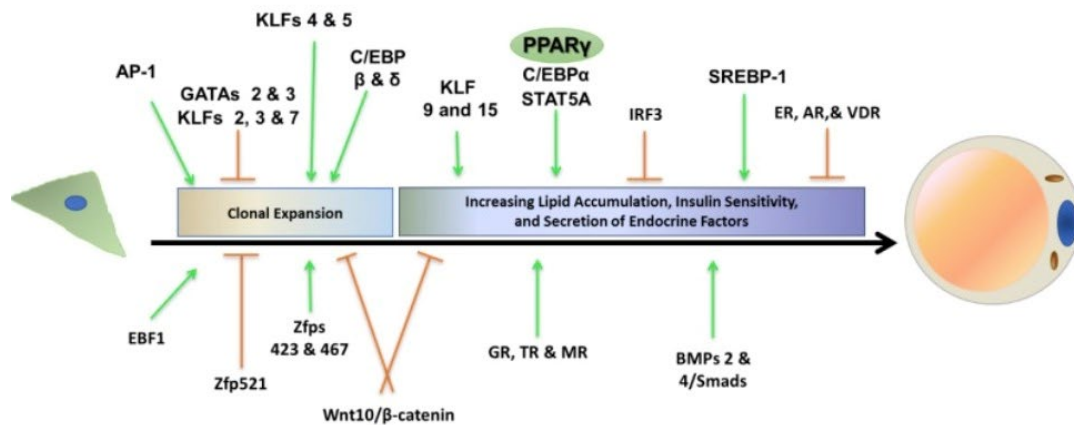 KLFs 4 & 5
AP-1
GATAs 2 & 3
KLFs 2, 3 & 7
C/EBP
β & δ
KLF
9 and 15
PPARγ
C/EBPα
STAT5A
IRF3
SREBP-1
ER, AR,& VDR
Clonal Expansion
Increasing Lipid Accumulation, Insulin Sensitivity,
and Secretion of Endocrine Factors
EBF1
Zfp521
Zfps
423 & 467
Wnt10/β-catenin
GR, TR & MR
BMPs 2 &
4/Smads